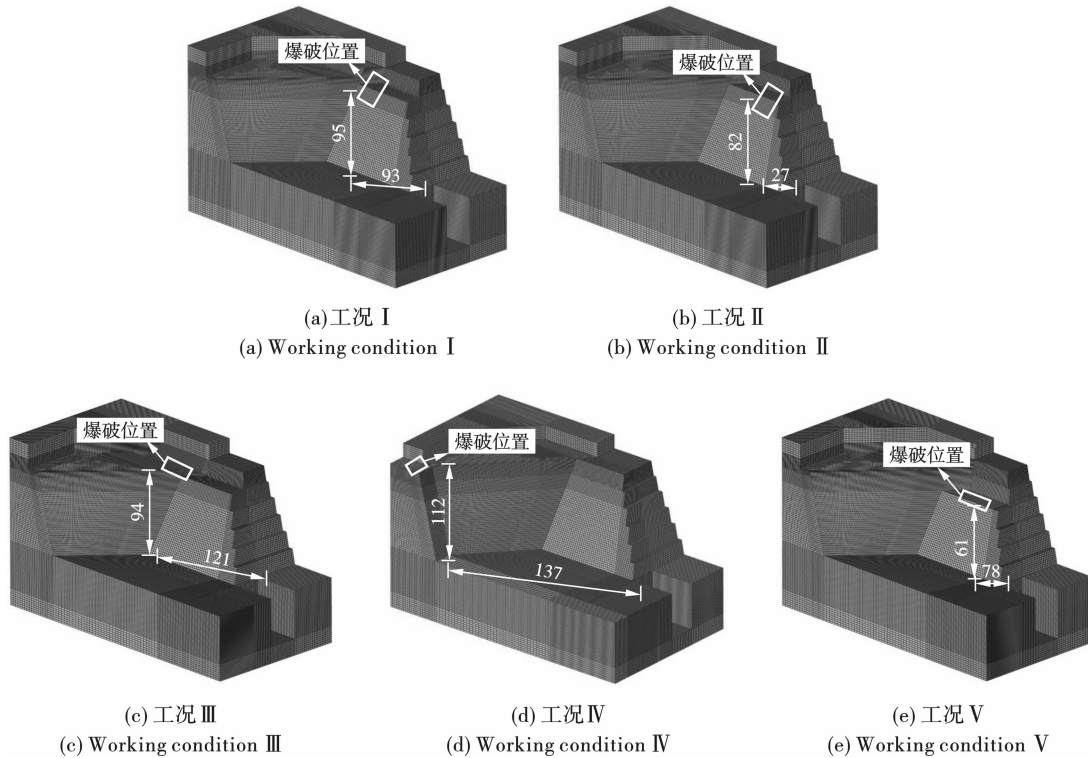 爆破位置
95
93
(a)工况 Ⅰ
(a) Working condition Ⅰ
爆破位置
82
27
(b)工况 Ⅱ
(b) Working condition Ⅱ
爆破位置
94
121
(c)工况 Ⅲ
(c) Working condition Ⅲ
爆破位置
112
137
(d)工况 Ⅳ
(d) Working condition Ⅳ
爆破位置
61
78
(e)工况 Ⅴ
(e) Working condition Ⅴ